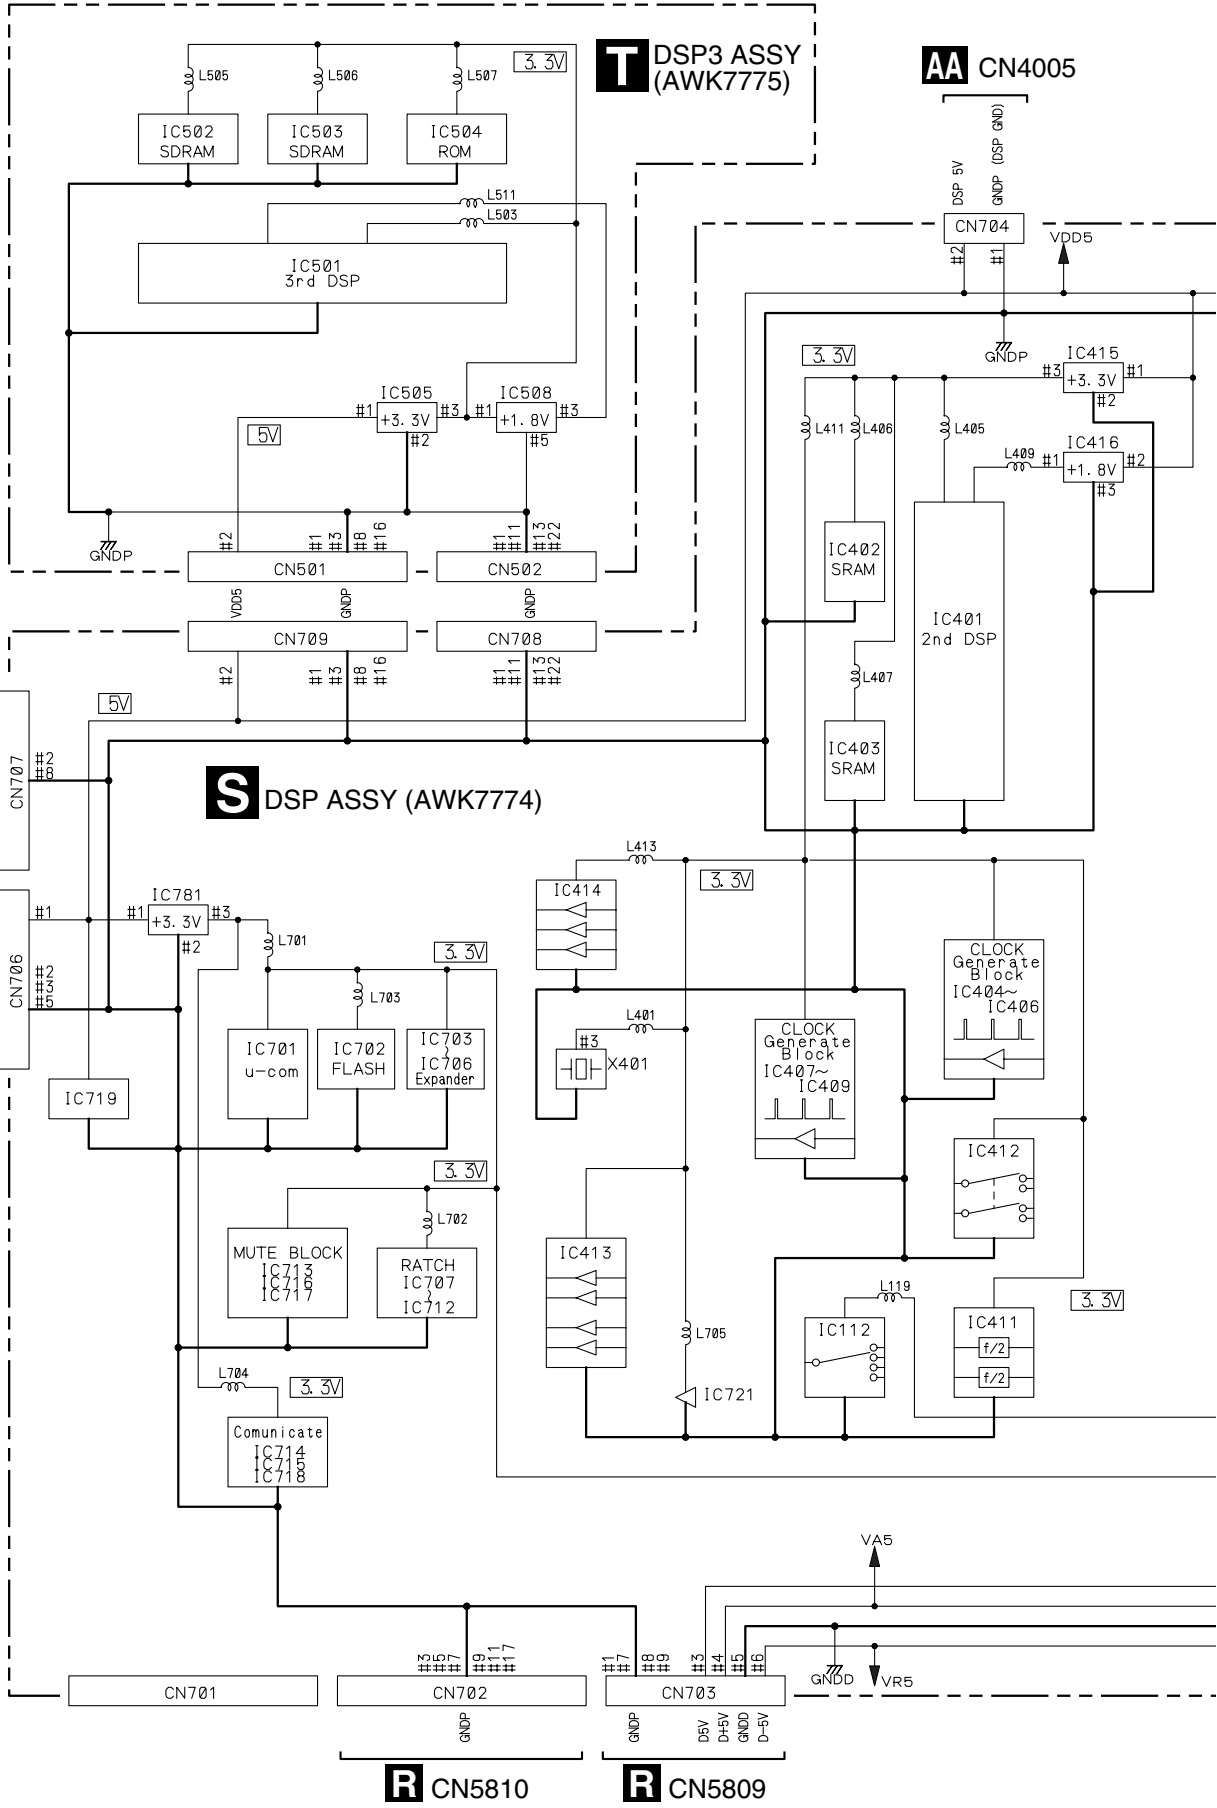 3.3V
T DSP3 ASSY
(AWK7775)
AA CN4005
L505
L506
L507
IC502
SDRAM
IC503
SDRAM
IC504
ROM
DSP 5V
GNDP (DSP GND)
L511
L503
CN704
#2
#1
VDD5
IC501
3rd DSP
GNDP
3.3V
IC415
#3
+3.3V
#1
#2
IC505
#1
+3.3V
#3
#2
IC508
#1
+1.8V
#3
#5
5V
L411
L406
L405
L409
IC416
#1
+1.8V
#2
#3
GNDP
#2
#1
#3
#8
#16
#1
#11
#13
#22
CN501
CN502
IC402
SRAM
VDD5
GNDP
GNDP
IC401
2nd DSP
CN709
CN708
#2
#1
#3
#8
#16
#1
#11
#13
#22
L407
5V
IC403
SRAM
CN707
#2
#8
S DSP ASSY (AWK7774)
L413
3.3V
IC414
IC781
#1
#1
+3.3V
#3
#2
L701
3.3V
CN706
#2
#3
#5
CLOCK
Generate
Block
IC404~
IC406
L703
L401
#3
X401
CLOCK
Generate
Block
IC407~
IC409
IC701
u-com
IC702
FLASH
IC703
~
IC706
Expander
IC719
IC412
3.3V
L702
MUTE BLOCK
IC713
IC716
IC717
RATCH
IC707
~
IC712
IC413
L119
3.3V
L705
IC112
IC411
f/2
f/2
L704
3.3V
IC721
Comunicate
IC714
IC715
IC718
VA5
#3
#5
#7
#9
#11
#17
#1
#7
#8
#9
#3
#4
#5
#6
GNDD
VR5
CN701
CN702
CN703
GNDP
GNDP
D5V
D+5V
GNDD
D-5V
R CN5810
R CN5809